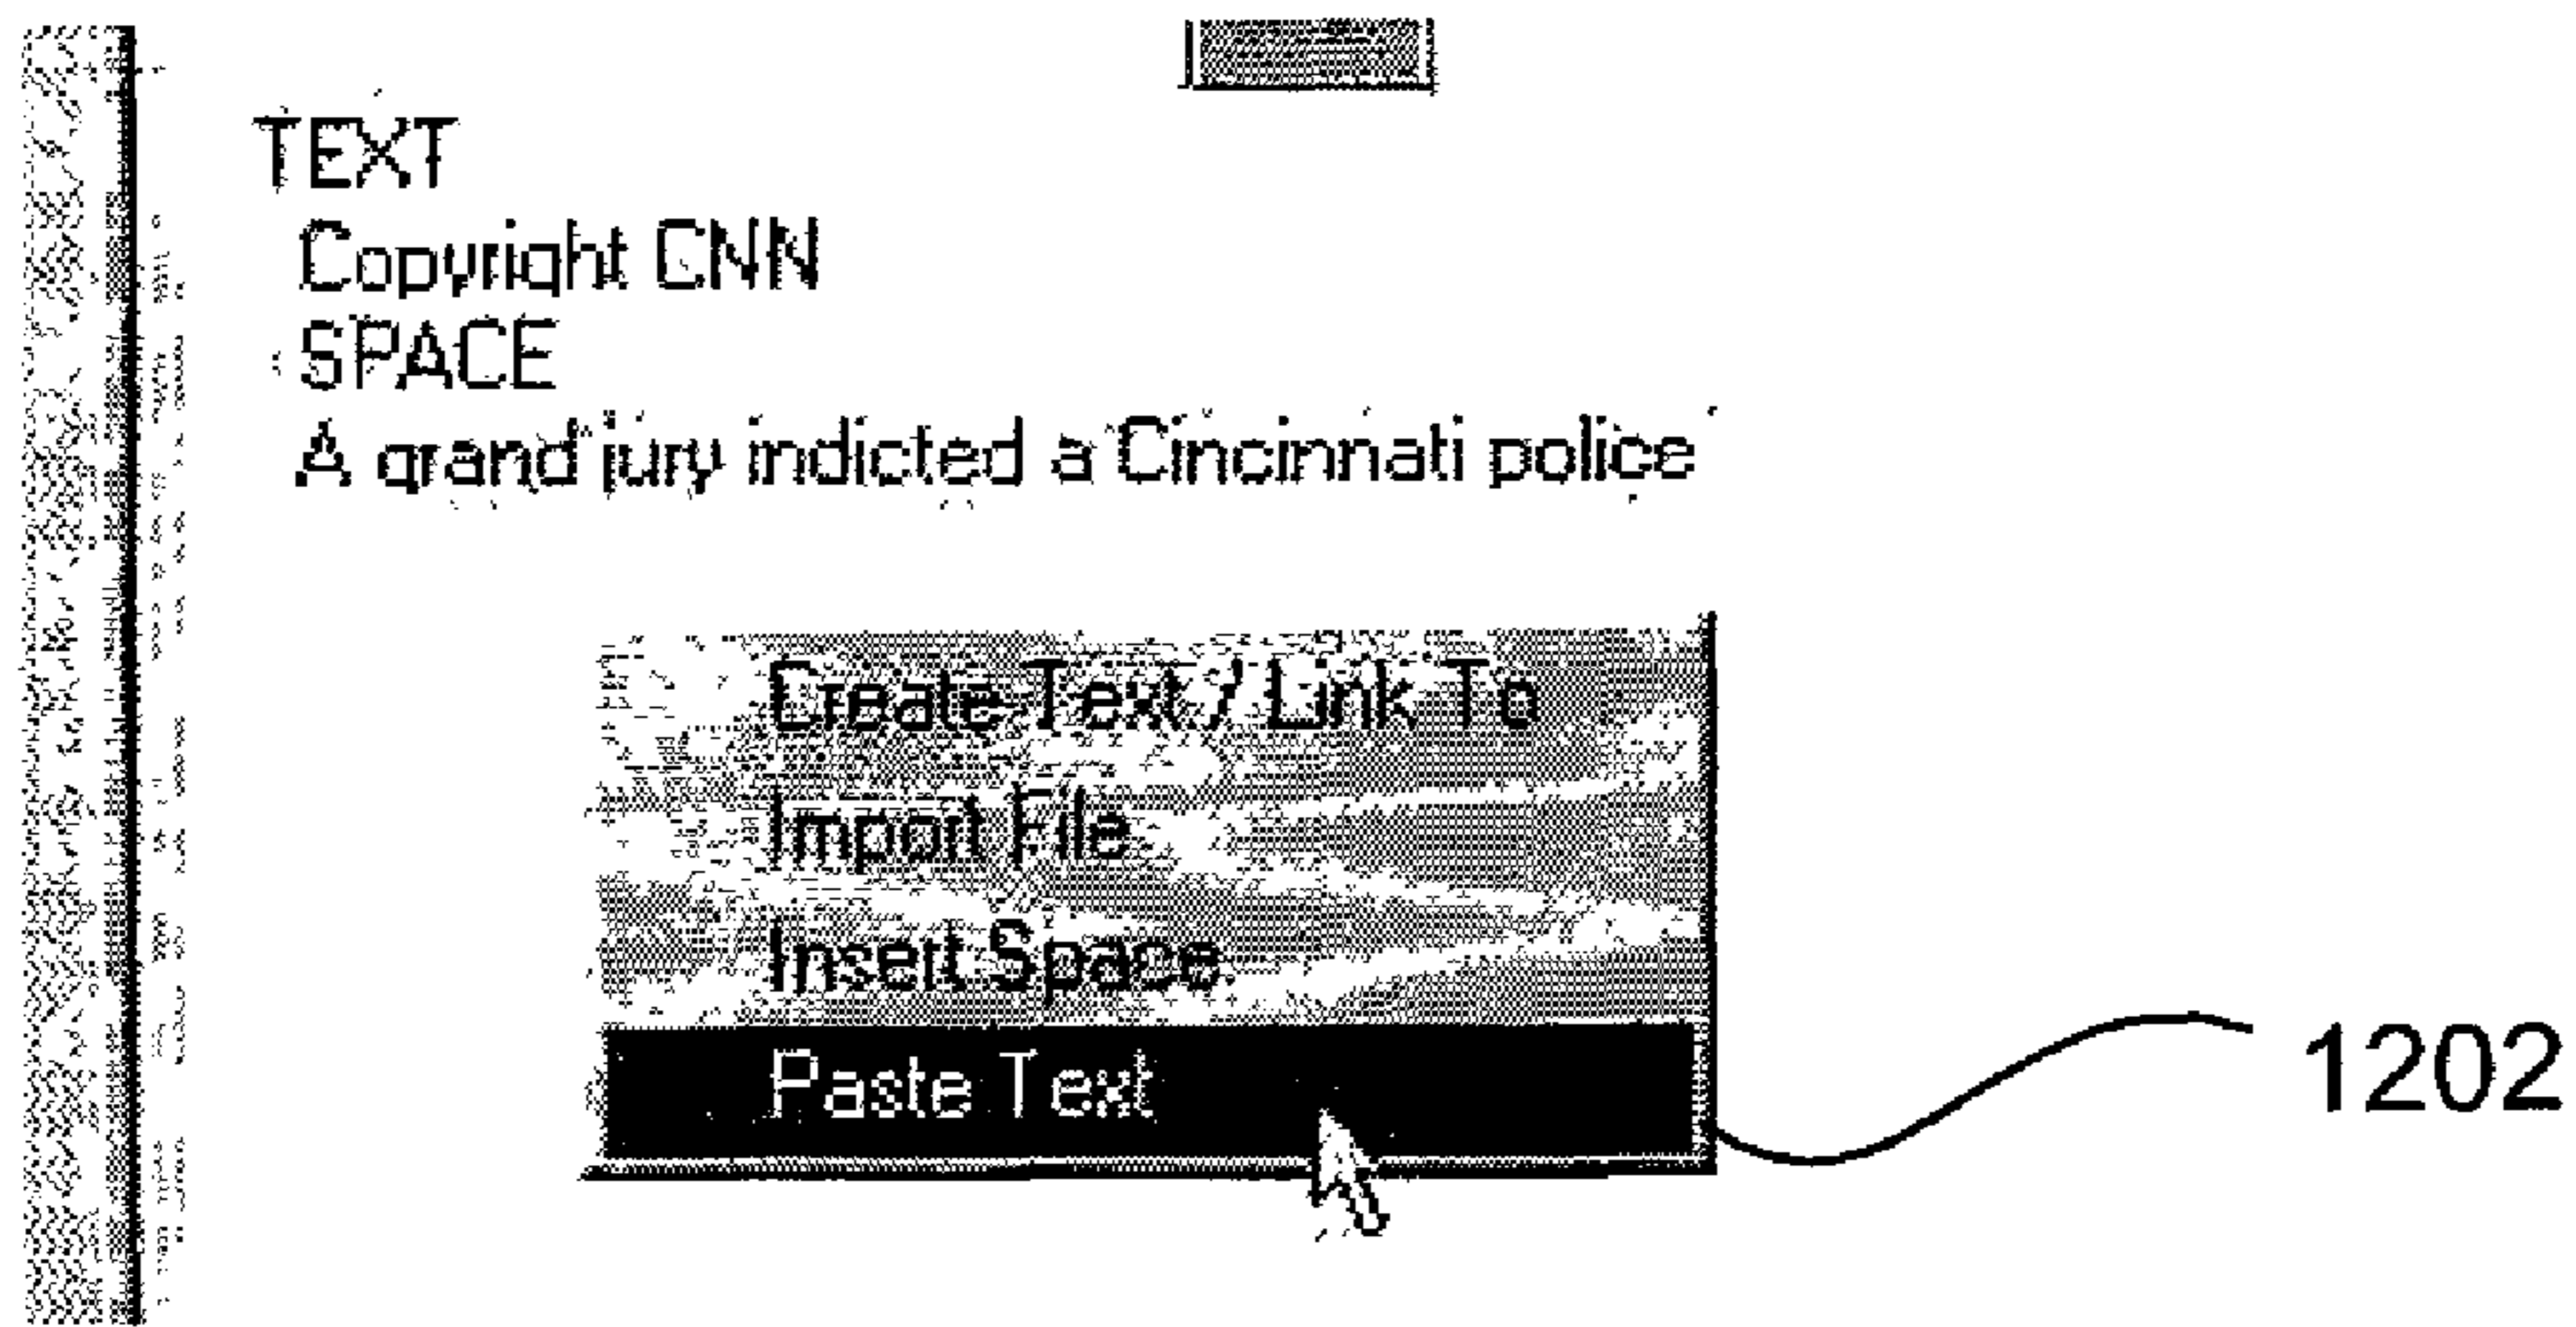 TEXT
Copyright CNN
SPACE
A grand jury indicted a Cincinnati police
Create Text / Link To
Import File
Insert Space
Paste Text
1202